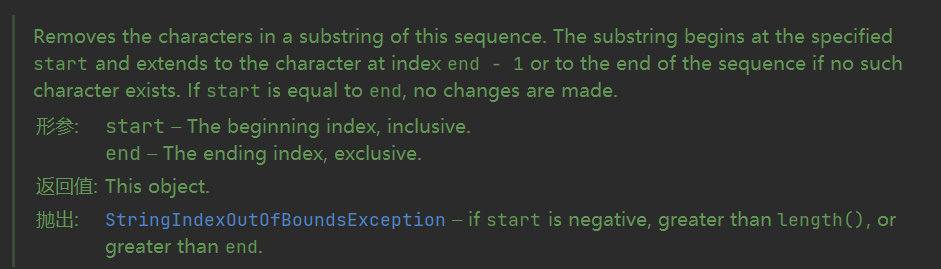 Removes the characters in a substring of this sequence. The substring begins at the specified
start and extends to the character at index end - 1 or to the end of the sequence if no such
character exists. If start is equal to end, no changes are made.
形参: start – The beginning index, inclusive.
end – The ending index, exclusive.
返回值: This object.
抛出: StringIndexOutOfBoundsException – if start is negative, greater than length(), or
greater than end.